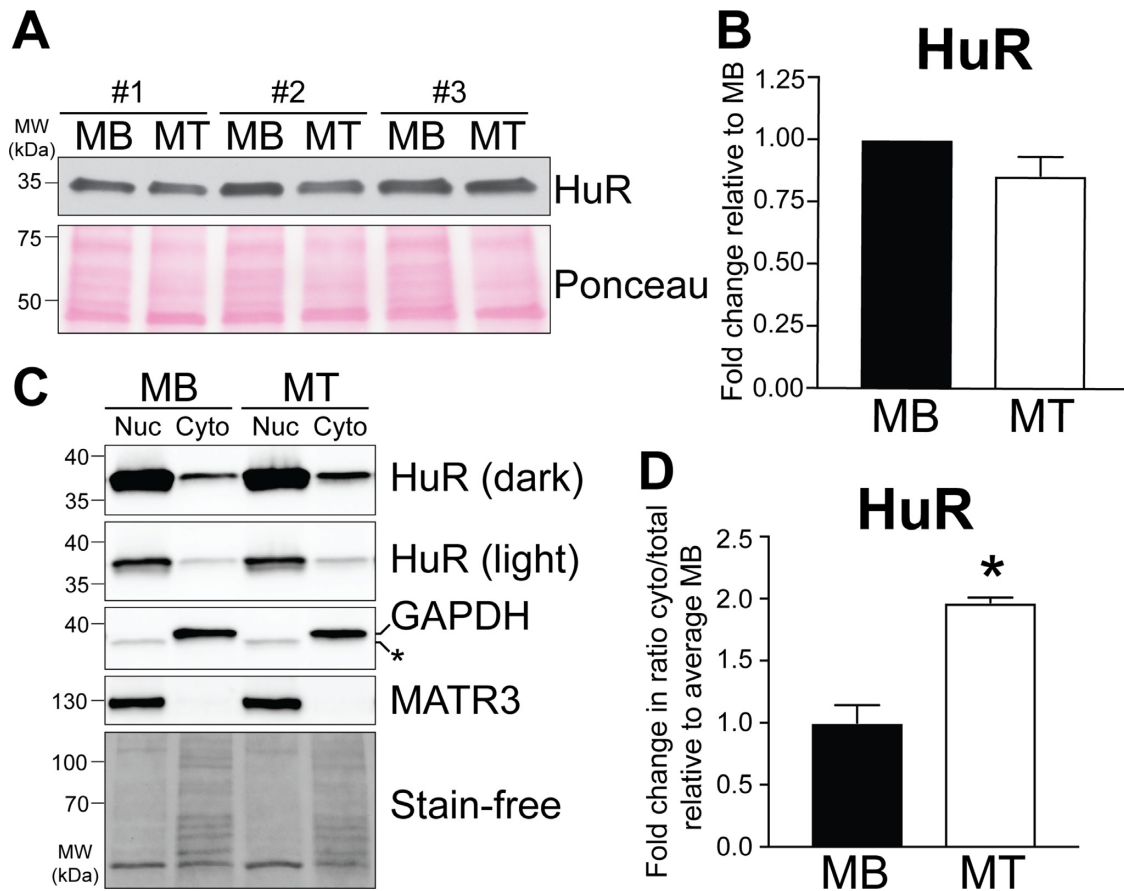 A
#1 #2 #3
MW
(kDa)
MB MT MB MT MB MT
35
HuR
75
50
Ponceau
B
HuR
Fold change relative to MB
1.25
1.00
0.75
0.50
0.25
0.00
MB MT
C
MB MT
Nuc Cyto Nuc Cyto
40
35
HuR (dark)
40
35
HuR (light)
40
GAPDH
*
130
MATR3
100
70
Stain-free
MW
(kDa)
D
HuR
Fold change in ratio cyto/total
relative to average MB
2.5
2.0
1.5
1.0
0.5
0.0
*
MB MT